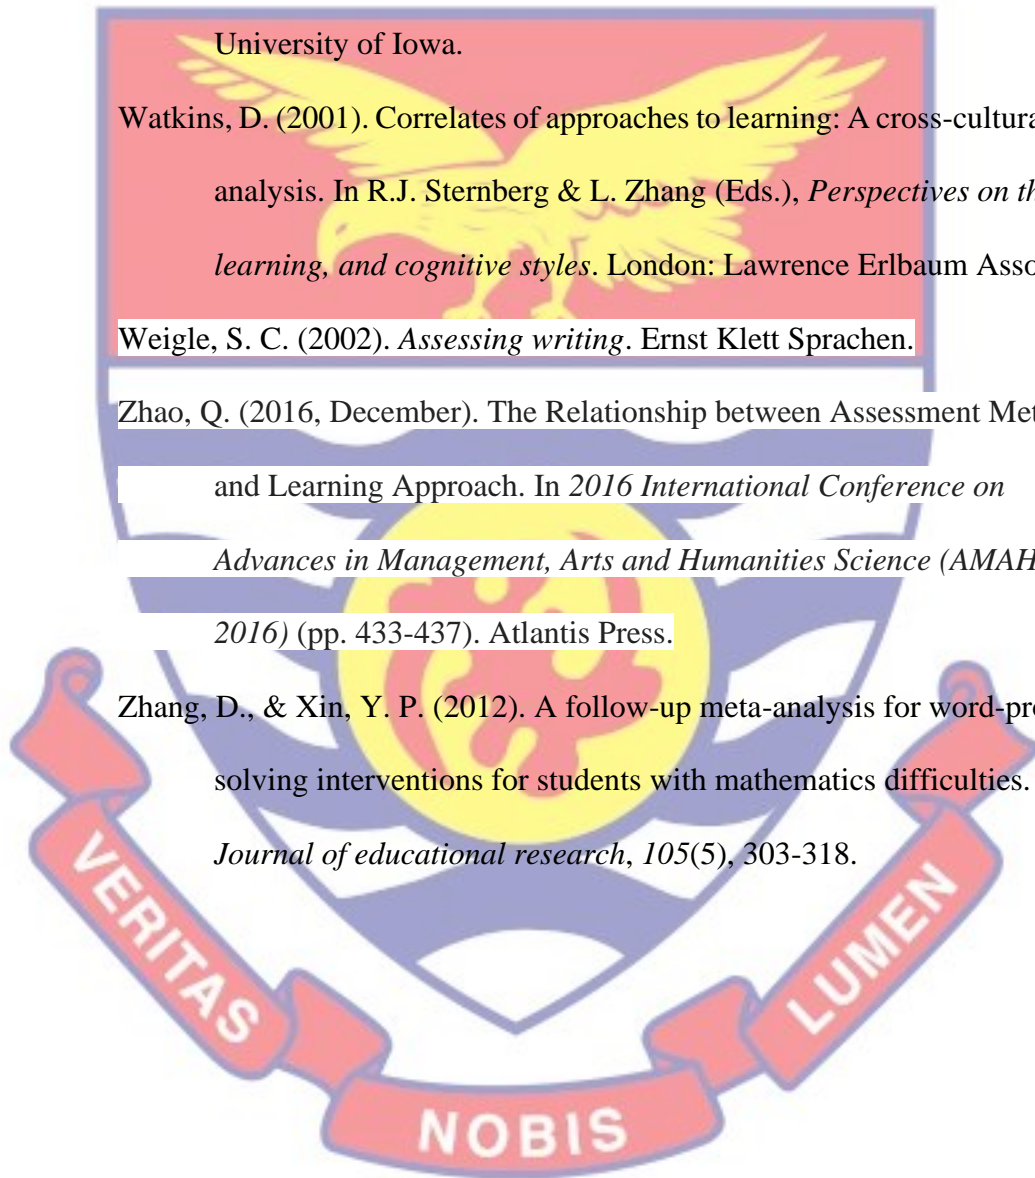 University of Iowa.
Watkins, D. (2001). Correlates of approaches to learning: A cross-cultura
analysis. In R.J. Sternberg & L. Zhang (Eds.), Perspectives on th
learning, and cognitive styles. London: Lawrence Erlbaum Asso
Weigle, S. C. (2002). Assessing writing. Ernst Klett Sprachen.
Zhao, Q. (2016, December). The Relationship between Assessment Met
and Learning Approach. In 2016 International Conference on
Advances in Management, Arts and Humanities Science (AMAH
2016) (pp. 433-437). Atlantis Press.
Zhang, D., & Xin, Y. P. (2012). A follow-up meta-analysis for word-pro
solving interventions for students with mathematics difficulties.
Journal of educational research, 105(5), 303-318.
VERITAS
NOBIS
LUMEN